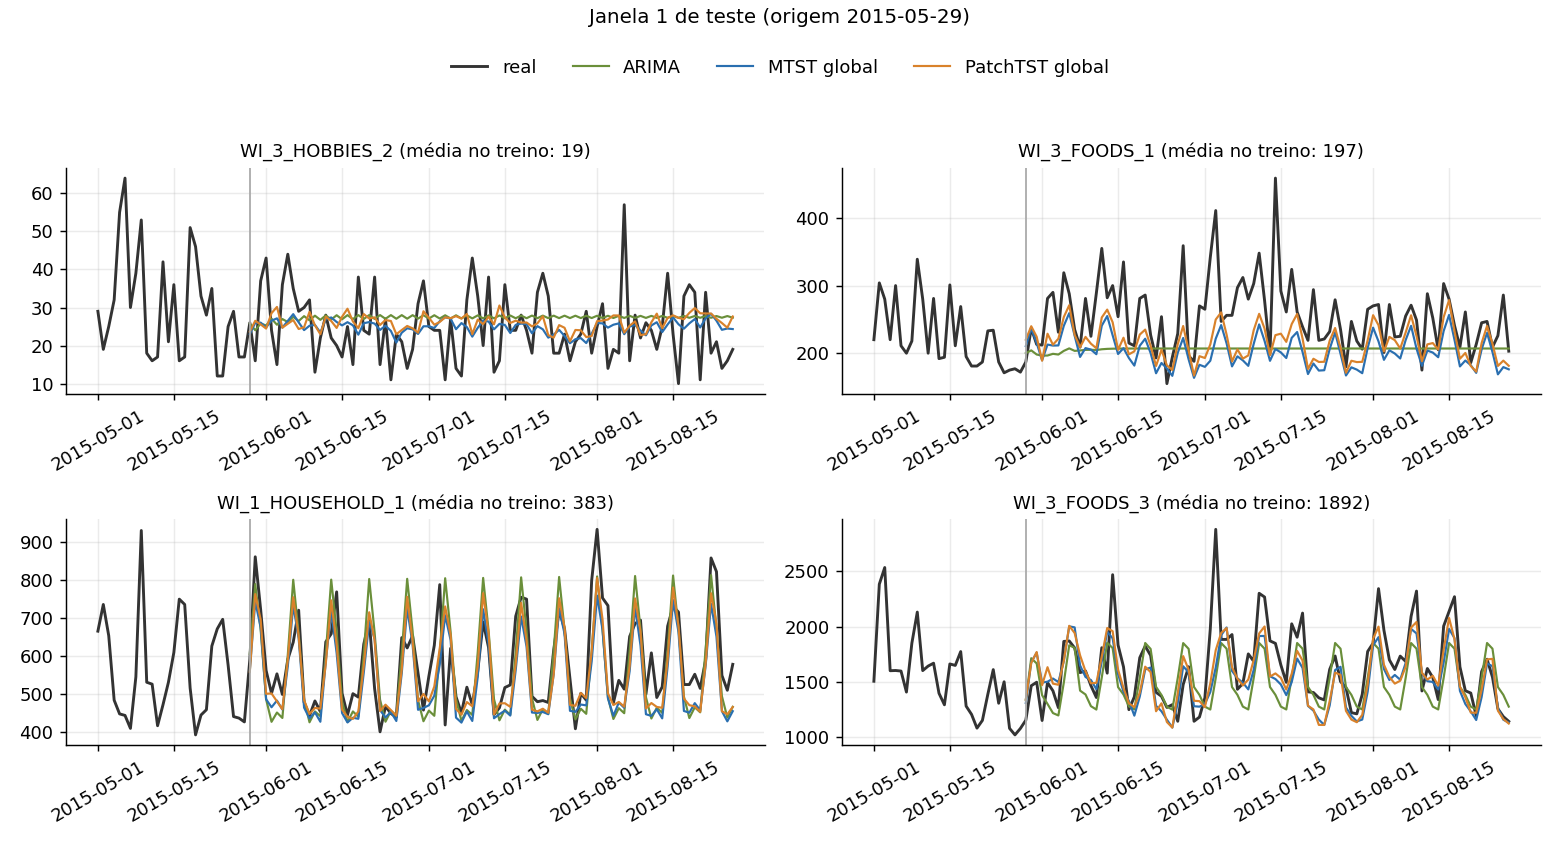 Janela 1 de teste (origem 2015-05-29)
real ARIMA MTST global PatchTST global
WI_3_HOBBIES_2 (média no treino: 19)
60
50
40
30
20
10
2015-05-01 2015-05-15 2015-06-01 2015-06-15 2015-07-01 2015-07-15 2015-08-01 2015-08-15
WI_3_FOODS_1 (média no treino: 197)
400
300
200
2015-05-01 2015-05-15 2015-06-01 2015-06-15 2015-07-01 2015-07-15 2015-08-01 2015-08-15
WI_1_HOUSEHOLD_1 (média no treino: 383)
900
800
700
600
500
400
2015-05-01 2015-05-15 2015-06-01 2015-06-15 2015-07-01 2015-07-15 2015-08-01 2015-08-15
WI_3_FOODS_3 (média no treino: 1892)
2500
2000
1500
1000
2015-05-01 2015-05-15 2015-06-01 2015-06-15 2015-07-01 2015-07-15 2015-08-01 2015-08-15